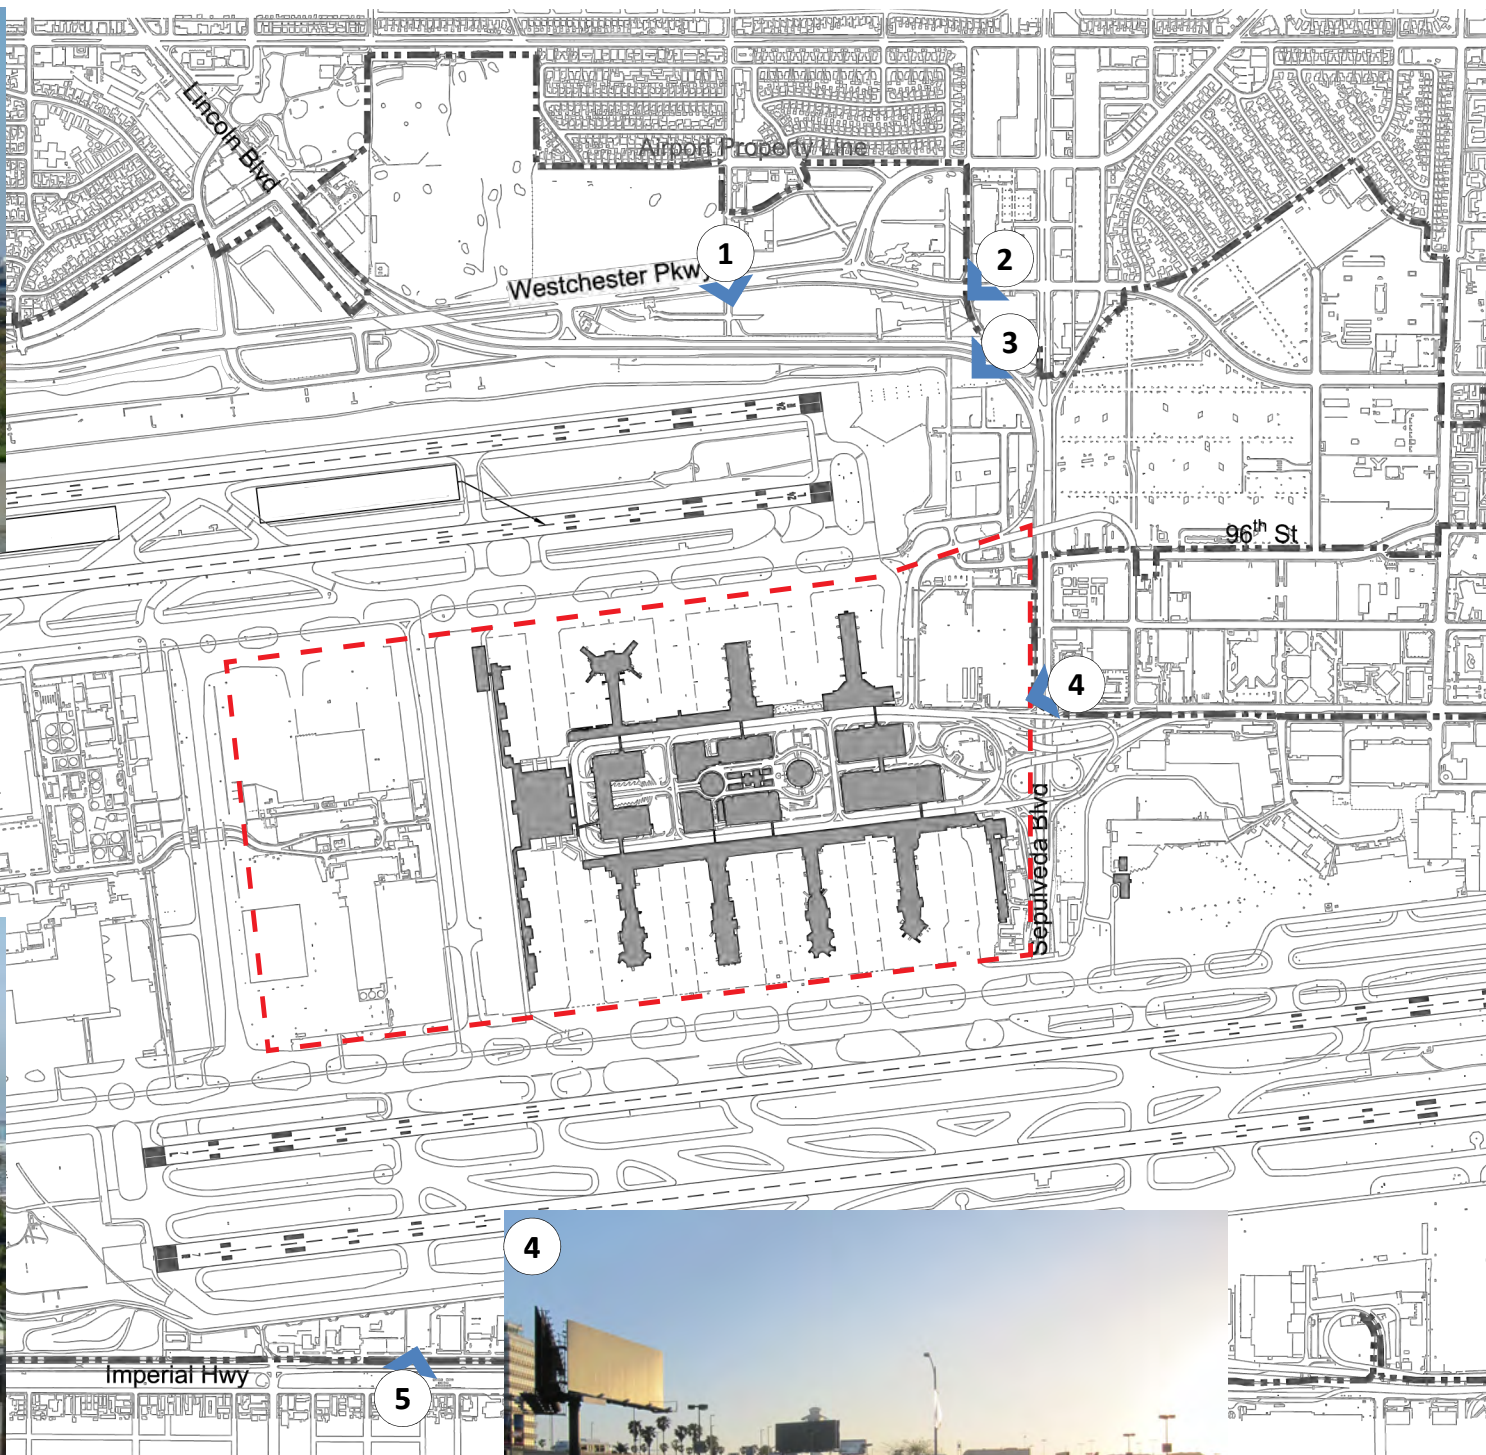 Lincoln Blvd
Airport Property Line
1
Westchester Pkwy
2
3
96th St
4
Sepulveda Blvd
4
Imperial Hwy
5